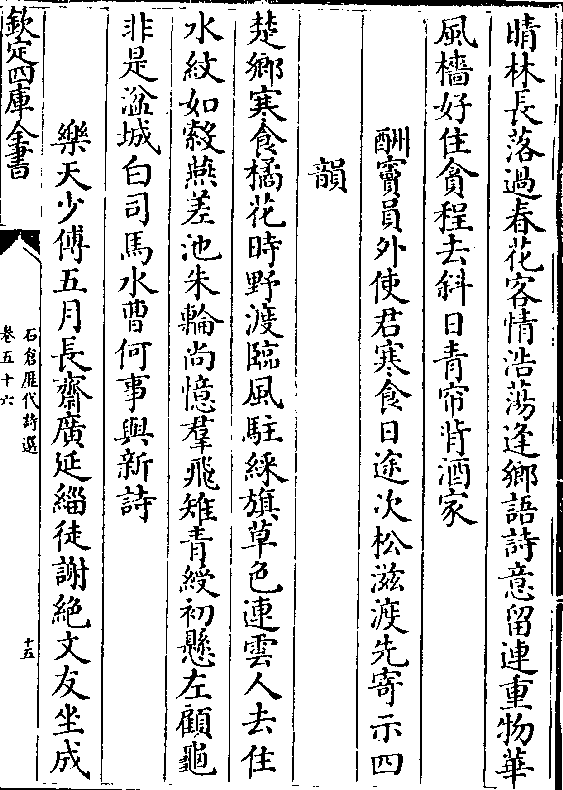 晴林長落過春花客情浩蕩逢鄉語詩意留連重物華
風檣好住貪程去斜日青帘背酒家
酬竇員外使君寒食日途次松滋渡先寄示四
韻
楚鄉寒食橘花時野渡臨風駐綵旗草色連雲人去住
水紋如縠燕差池朱輪尚憶羣飛雉青綬初懸左顧龜
非是湓城白司馬水曹何事與新詩
樂天少傅五月長齋廣延緇徒謝絶文友坐成
欽定四庫全書
石倉歷代詩選
卷五十六
十五